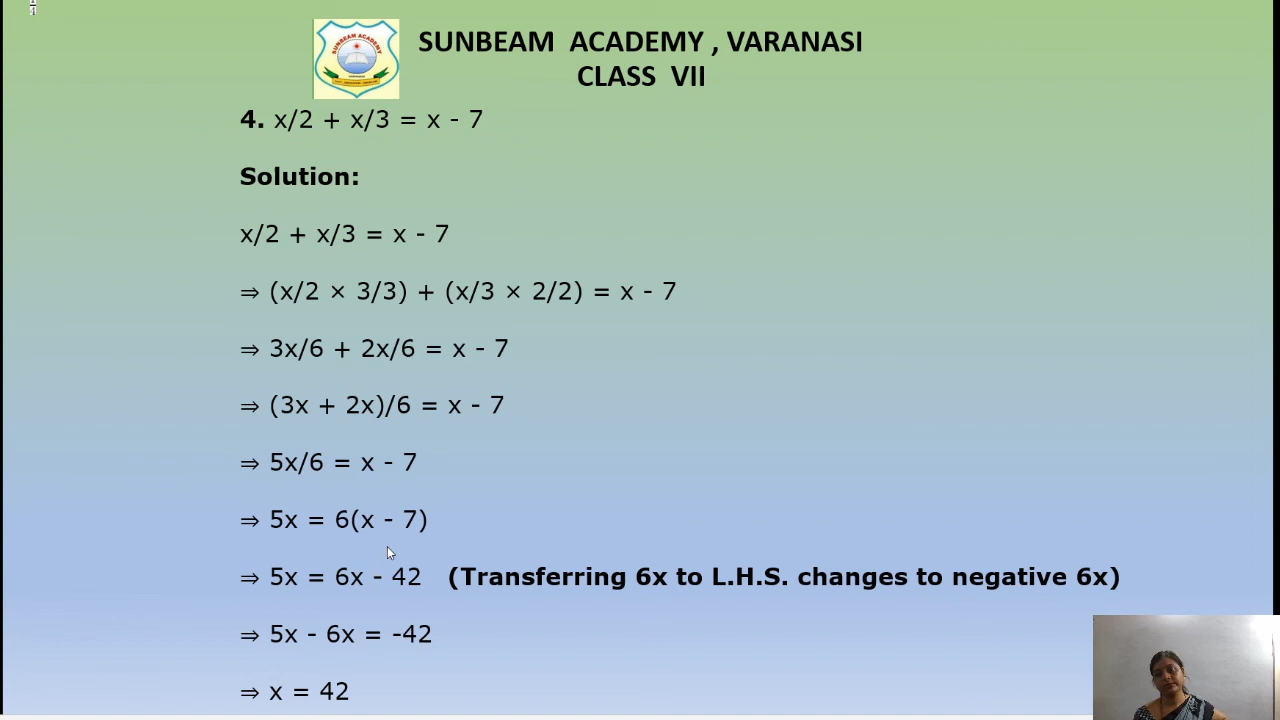 SUNBEAM ACADEMY , VARANASI
CLASS VII
SUNBEAM ACADEMY
4. x/2 + x/3 = x - 7
Solution:
x/2 + x/3 = x - 7
⇒ (x/2 × 3/3) + (x/3 × 2/2) = x - 7
⇒ 3x/6 + 2x/6 = x - 7
⇒ (3x + 2x)/6 = x - 7
⇒ 5x/6 = x - 7
⇒ 5x = 6(x - 7)
⇒ 5x = 6x - 42 (Transferring 6x to L.H.S. changes to negative 6x)
⇒ 5x - 6x = -42
⇒ x = 42